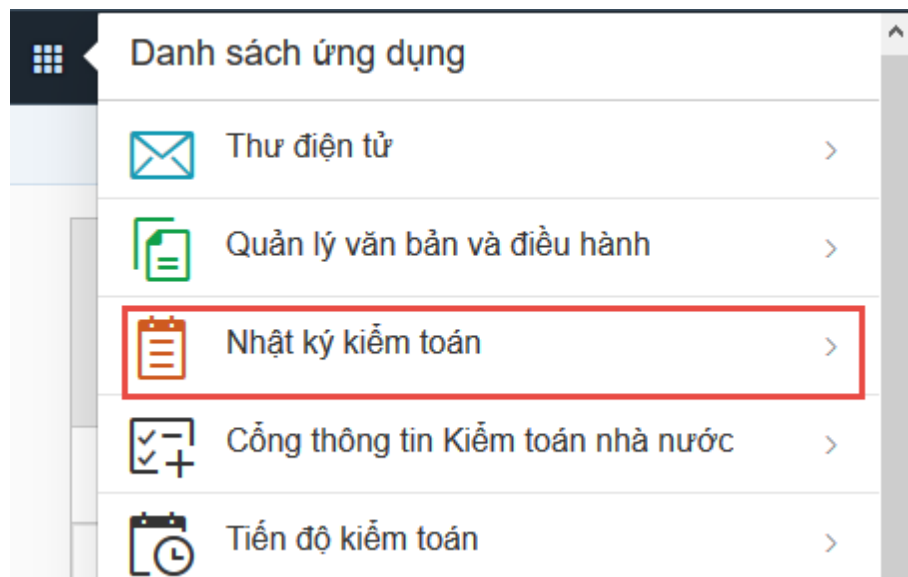 Danh sách ứng dụng
Thư điện tử
Quản lý văn bản và điều hành
Nhật ký kiểm toán
Cổng thông tin Kiểm toán nhà nước
Tiến độ kiểm toán